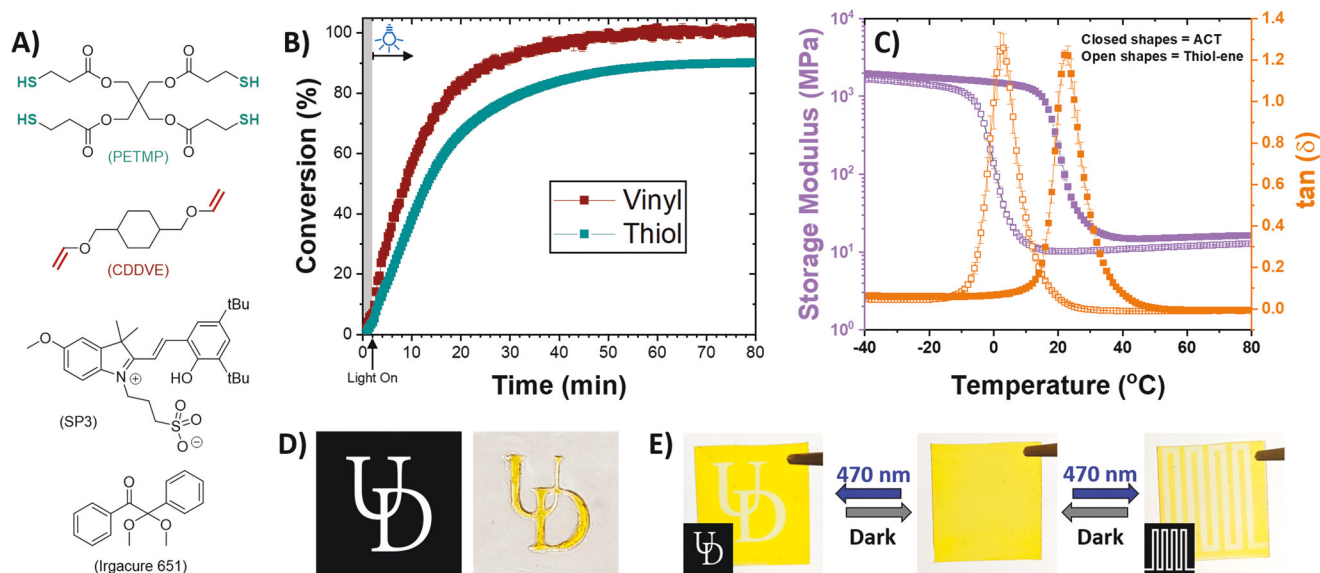 A)
HS
O
O
O
O
SH
HS
O
O
O
O
SH
(PETMP)
O
O
(CDDVE)
O
N
+
HO
tBu
tBu
S
O
O
O
−
(SP3)
O
O
O
(Irgacure 651)
B)
Conversion (%)
100
80
60
40
20
0
Vinyl
Thiol
0 10 20 30 40 50 60 70 80
Light On
Time (min)
C)
Closed shapes = ACT
Open shapes = Thiol-ene
Storage Modulus (MPa)
10⁴
10³
10²
10¹
10⁰
tan (δ)
1.4
1.2
1.0
0.8
0.6
0.4
0.2
0.0
-40 -20 0 20 40 60 80
Temperature (°C)
D)
UD
UD
E)
UD
UD
470 nm
Dark
470 nm
Dark